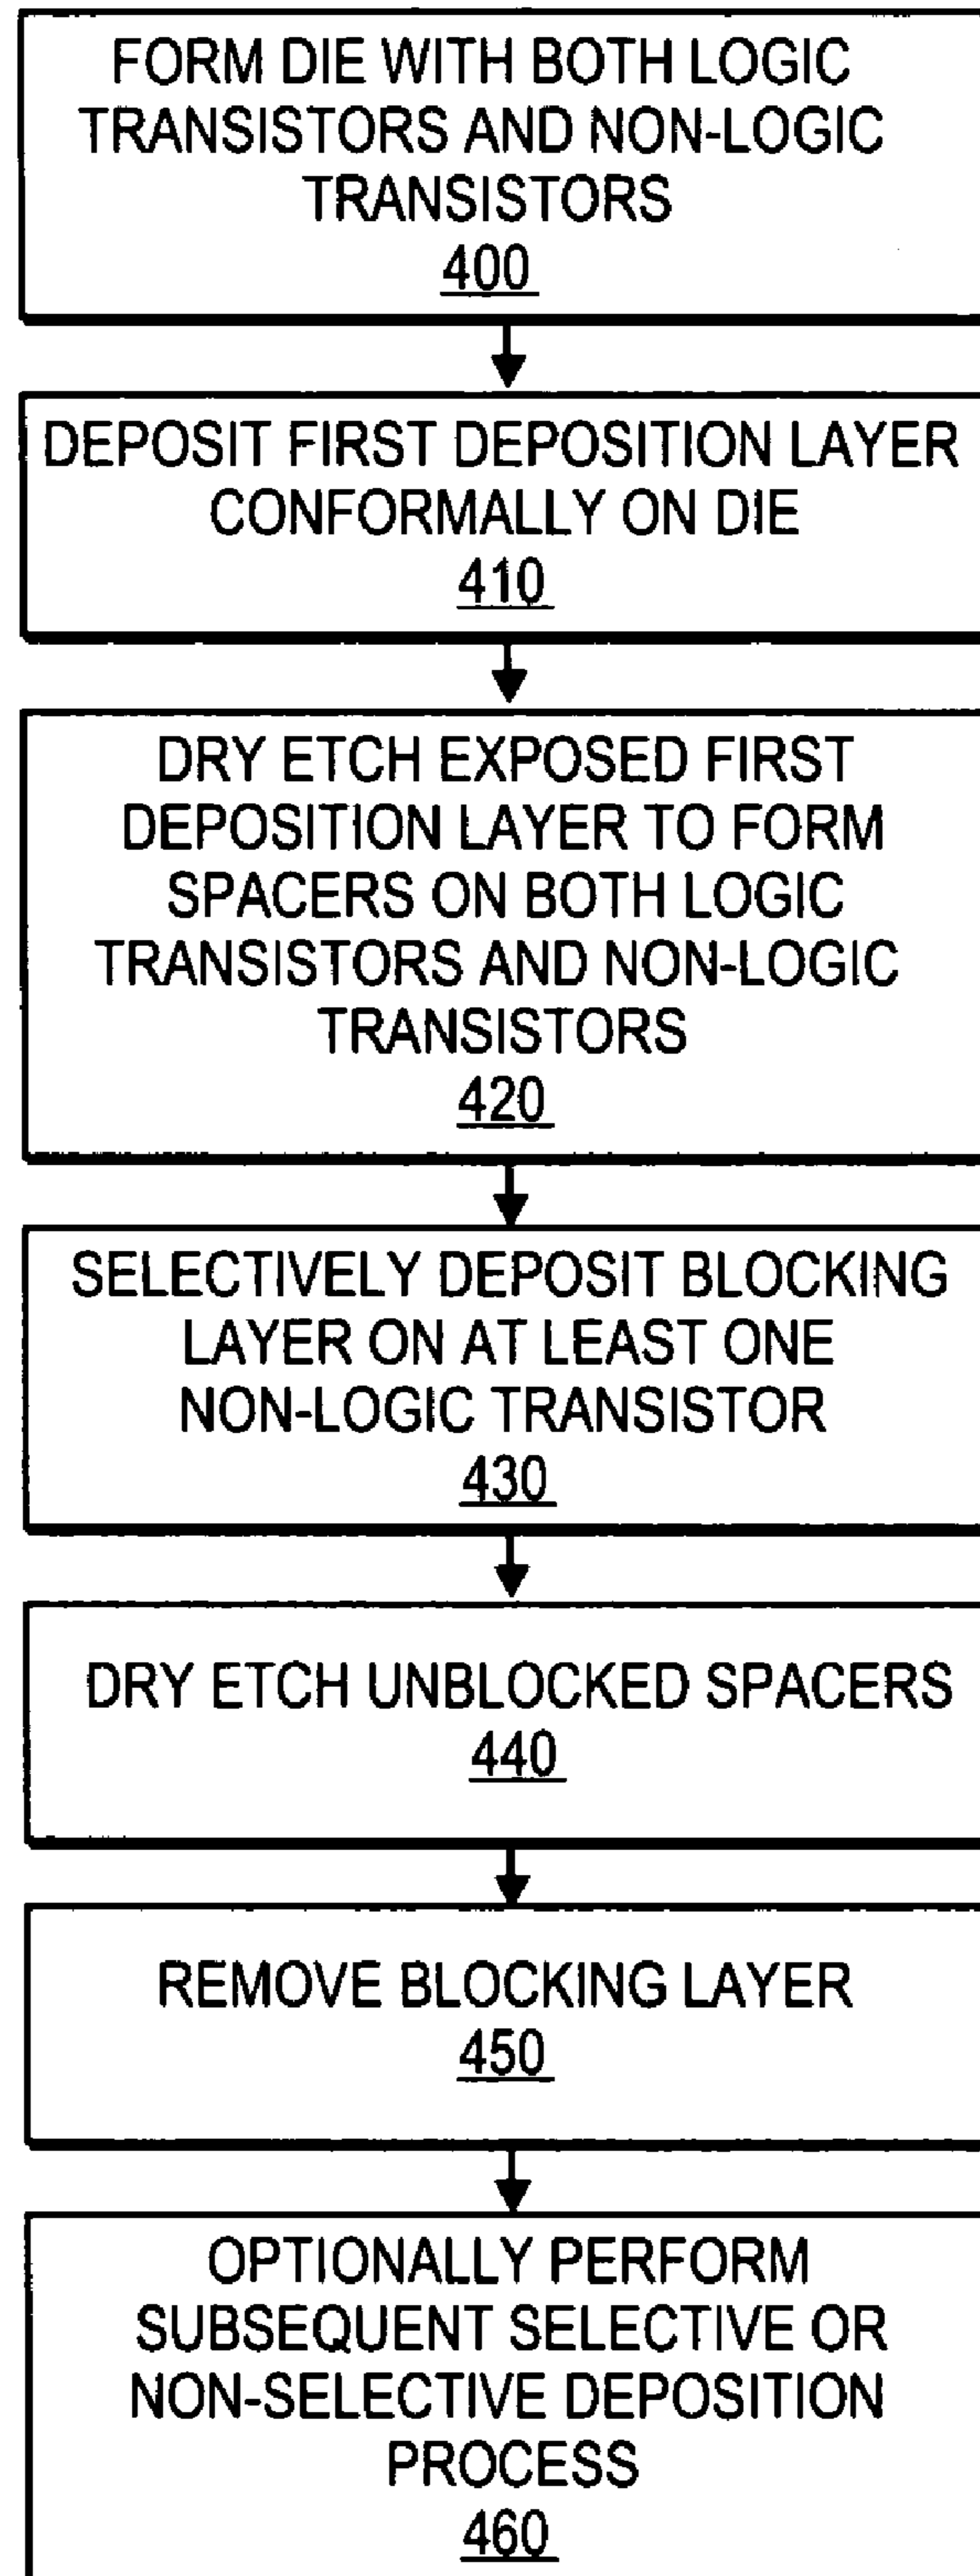 FORM DIE WITH BOTH LOGIC
TRANSISTORS AND NON-LOGIC
TRANSISTORS
400
DEPOSIT FIRST DEPOSITION LAYER
CONFORMALLY ON DIE
410
DRY ETCH EXPOSED FIRST
DEPOSITION LAYER TO FORM
SPACERS ON BOTH LOGIC
TRANSISTORS AND NON-LOGIC
TRANSISTORS
420
SELECTIVELY DEPOSIT BLOCKING
LAYER ON AT LEAST ONE
NON-LOGIC TRANSISTOR
430
DRY ETCH UNBLOCKED SPACERS
440
REMOVE BLOCKING LAYER
450
OPTIONALLY PERFORM
SUBSEQUENT SELECTIVE OR
NON-SELECTIVE DEPOSITION
PROCESS
460